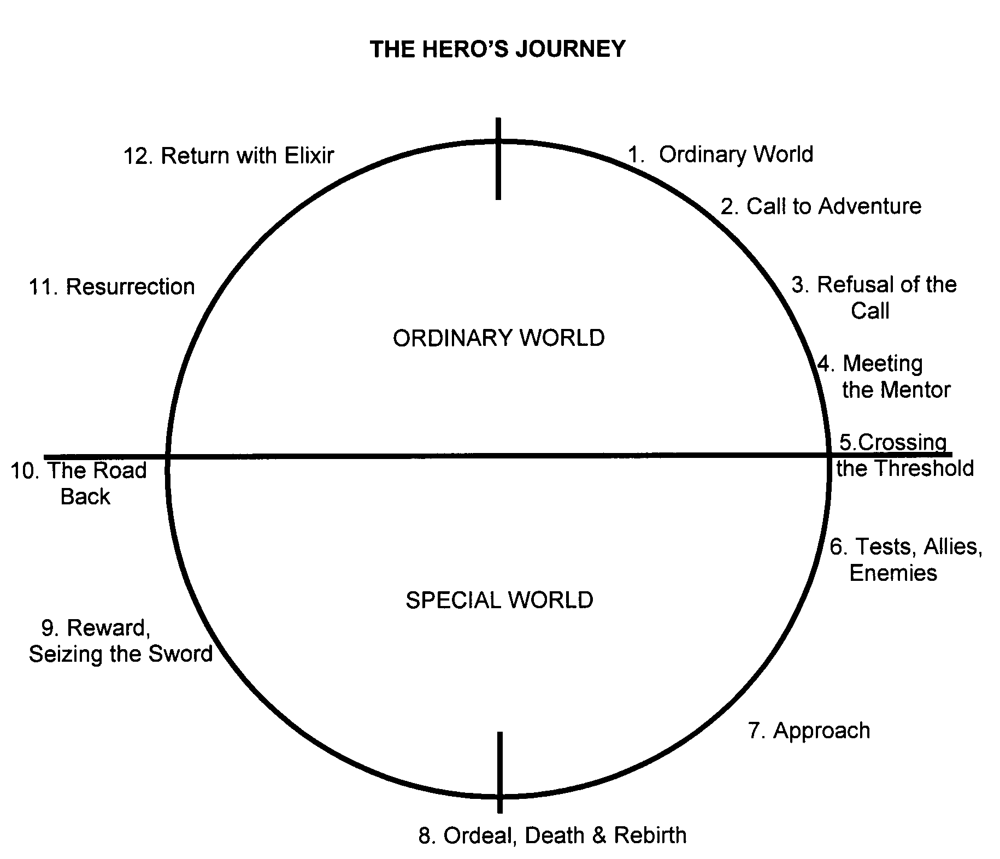 THE HERO'S JOURNEY
1. Ordinary World
2. Call to Adventure
3. Refusal of the
Call
4. Meeting
the Mentor
5.Crossing
the Threshold
6. Tests, Allies,
Enemies
7. Approach
8. Ordeal, Death & Rebirth
9. Reward,
Seizing the Sword
10. The Road
Back
11. Resurrection
12. Return with Elixir
ORDINARY WORLD
SPECIAL WORLD